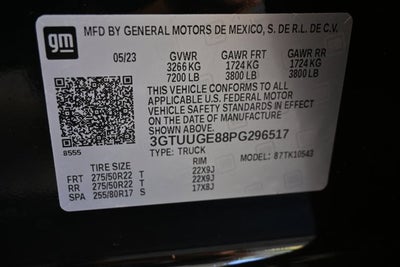 gm
MFD BY GENERAL MOTORS DE MEXICO, S. DE R.L. DE C.V.
05/23 GVWR GAWR FRT GAWR RR
3266 KG 1724 KG 1724 KG
7200 LB 3800 LB 3800 LB
THIS VEHICLE CONFORMS TO ALL
APPLICABLE U.S. FEDERAL MOTOR
VEHICLE SAFETY STANDARDS IN EFFECT
ON THE DATE OF MANUFACTURE
SHOWN ABOVE.
8555
3GTUUGE88PG296517
TYPE: TRUCK MODEL: 87TK10543
TIRE SIZE RIM
FRT 275/50R22 T 22X9J
RR 275/50R22 T 22X9J
SPA 255/80R17 S 17X8J